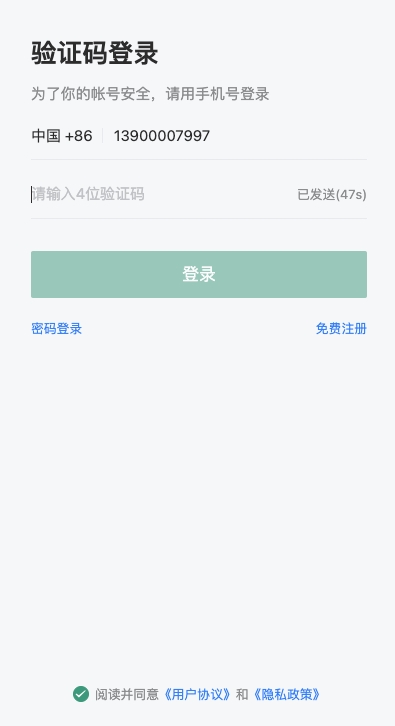 验证码登录
为了你的帐号安全，请用手机号登录
中国 +86 13900007997
请输入4位验证码 已发送(47s)
登录
密码登录 免费注册
阅读并同意《用户协议》和《隐私政策》